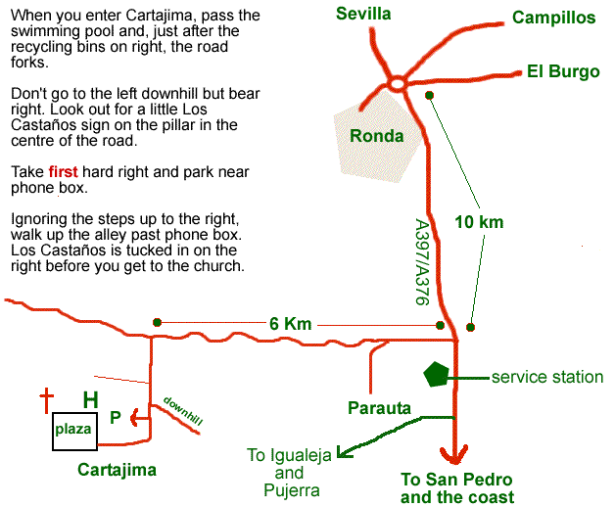 When you enter Cartajima, pass the
swimming pool and, just after the
recycling bins on right, the road
forks.
Don't go to the left downhill but bear
right. Look out for a little Los
Castaños sign on the pillar in the
centre of the road.
Take first hard right and park near
phone box.
Ignoring the steps up to the right,
walk up the alley past phone box.
Los Castaños is tucked in on the
right before you get to the church.
Sevilla
Campillos
El Burgo
Ronda
10 km
A397/A376
6 Km
service station
Parauta
downhill
H
P
plaza
Cartajima
To Igualeja
and
Pujerra
To San Pedro
and the coast